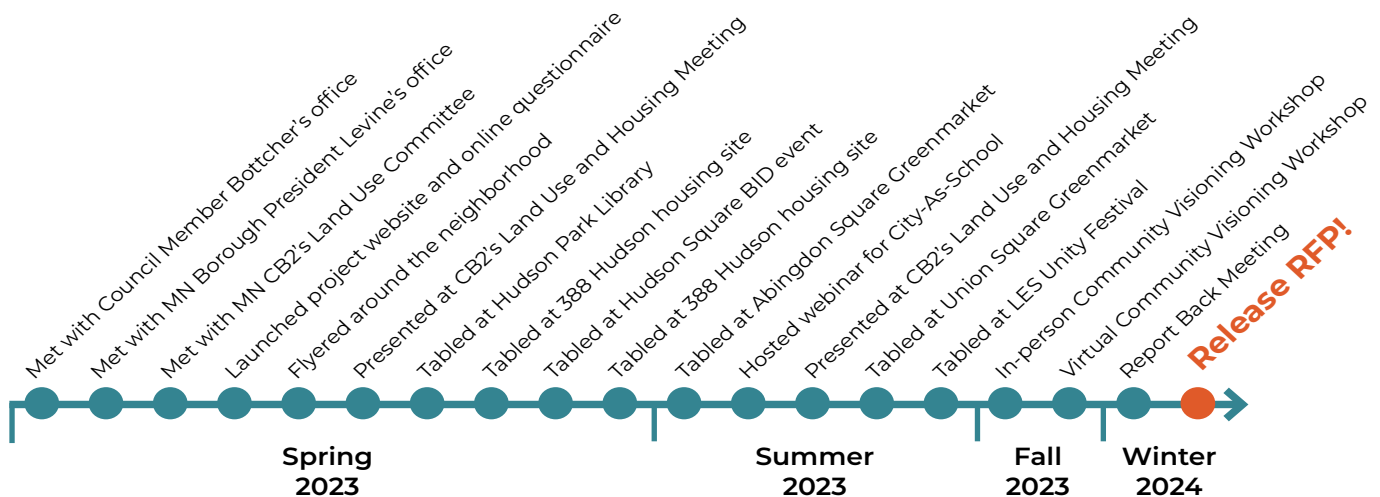 Met with Council Member Bottcher’s office
Met with MN Borough President Levine’s office
Met with MN CB2’s Land Use Committee
Launched project website and online questionnaire
Flyered around the neighborhood
Presented at CB2’s Land Use and Housing Meeting
Tabled at Hudson Park Library
Tabled at 388 Hudson housing site
Tabled at Hudson Square BID event
Tabled at 388 Hudson housing site
Tabled at Abingdon Square Greenmarket
Hosted webinar for City-As-School
Presented at CB2’s Land Use and Housing Meeting
Tabled at Union Square Greenmarket
Tabled at LES Unity Festival
In-person Community Visioning Workshop
Virtual Community Visioning Workshop
Report Back Meeting
Release RFP!
Spring
2023
Summer
2023
Fall
2023
Winter
2024